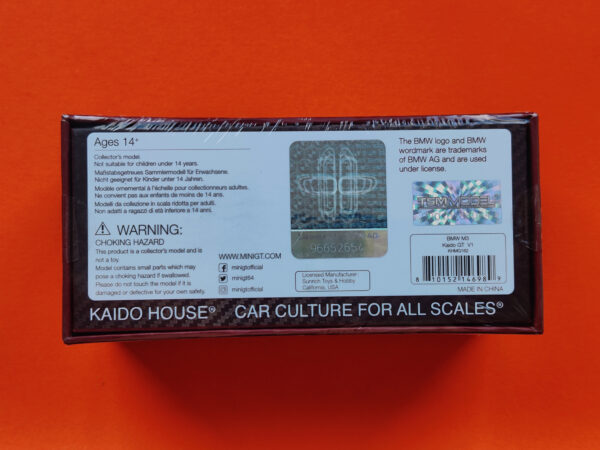 Ages 14+
Collector's model.
Not suitable for children under 14 years.
Maßstabsgetreues Sammlermodell für Erwachsene.
Nicht geeignet für Kinder unter 14 Jahren.
Modèle ornemental à l'échelle pour collectionneurs adultes.
Ne convient pas aux enfants de moins de 14 ans.
Modelli da collezione in scala ridotta per adulti.
Non adatti a ragazzi di età inferiore a 14 anni.
WARNING:
CHOKING HAZARD
This product is a collector's model and is
not a toy.
Model contains small parts which may
pose a choking hazard if swallowed.
Please do not touch the model if it is
damaged or defective for your own safety.
WWW.MINIGT.COM
minigtofficial
minigt64
minigtofficial
96652654
Licensed Manufacturer
Sunrich Toys & Hobby
California, USA
The BMW logo and BMW
wordmark are trademarks
of BMW AG and are used
under license.
TSM MODEL
BMW M3
Kaido GT V1
KHMG162
8 10152 14698 9
MADE IN CHINA
KAIDO HOUSE® CAR CULTURE FOR ALL SCALES®